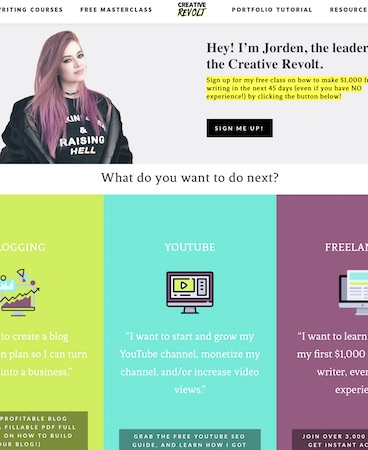 RITING COURSES
FREE MASTERCLASS
CREATIVE
REVOLT
PORTFOLIO TUTORIAL
RESOURCE
Hey! I'm Jorden, the leader
the Creative Revolt.
Sign up for my free class on how to make $1,000 f
writing in the next 45 days (even if you have NO
experience!) by clicking the button below!
SIGN ME UP!
&
RAISING
HELL
What do you want to do next?
LOGGING
YOUTUBE
FREELAN
to create a blog
n plan so I can turn
into a business."
"I want to start and grow my
YouTube channel, monetize my
channel, and/or increase video
views."
"I want to learn
my first $1,000
writer, eve
experie
PROFITABLE BLOG
A FILLABLE PDF FULL
ON HOW TO BUILD
OUR BLOG!)
GRAB THE FREE YOUTUBE SEO
GUIDE, AND LEARN HOW I GOT
JOIN OVER 3,000
GET INSTANT AC